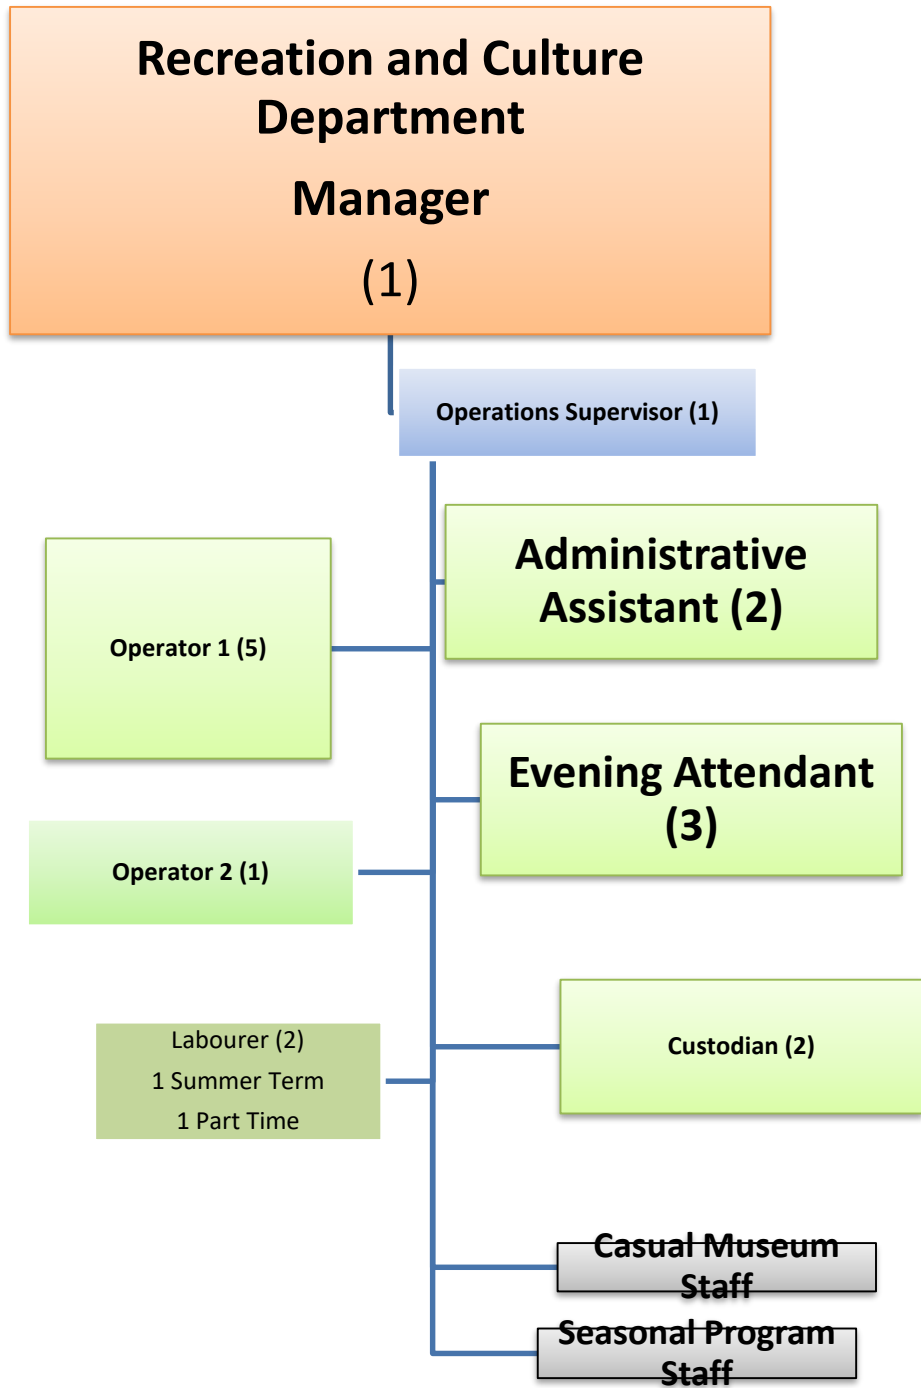 Recreation and Culture
Department
Manager
(1)
Operations Supervisor (1)
Administrative
Assistant (2)
Operator 1 (5)
Evening Attendant
(3)
Operator 2 (1)
Labourer (2)
1 Summer Term
1 Part Time
Custodian (2)
Casual Museum
Staff
Seasonal Program
Staff